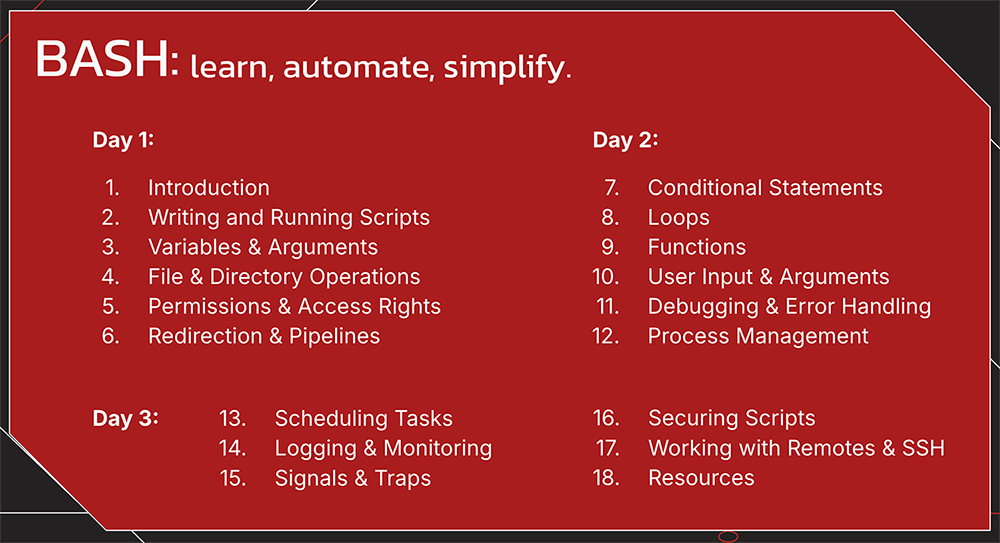 BASH: learn, automate, simplify.
Day 1:
1. Introduction
2. Writing and Running Scripts
3. Variables & Arguments
4. File & Directory Operations
5. Permissions & Access Rights
6. Redirection & Pipelines
Day 2:
7. Conditional Statements
8. Loops
9. Functions
10. User Input & Arguments
11. Debugging & Error Handling
12. Process Management
Day 3:
13. Scheduling Tasks
14. Logging & Monitoring
15. Signals & Traps
16. Securing Scripts
17. Working with Remotes & SSH
18. Resources